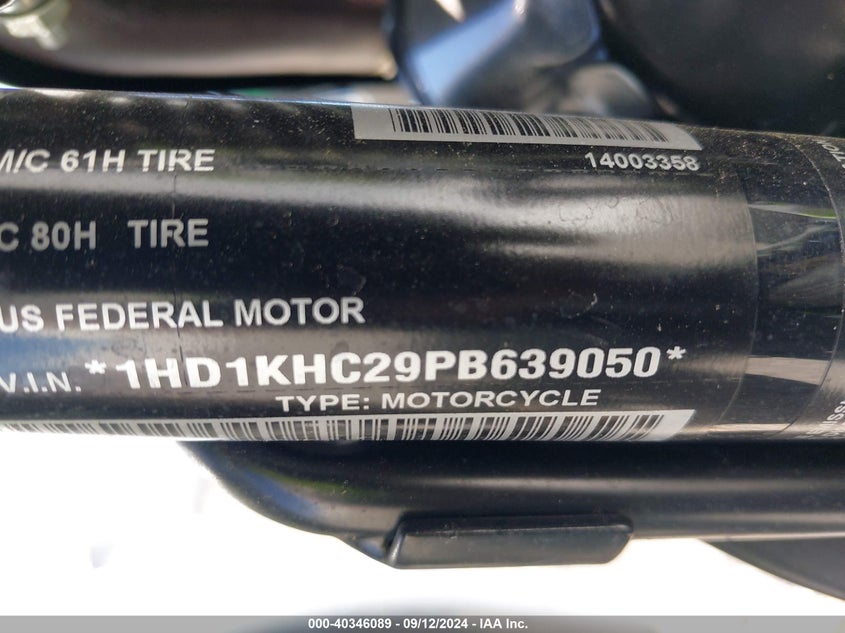 14003358
M/C 61H TIRE
C 80H TIRE
US FEDERAL MOTOR
V.I.N. *1HD1KHC29PB639050*
TYPE: MOTORCYCLE
000-40346089 - 09/12/2024 - IAA Inc.